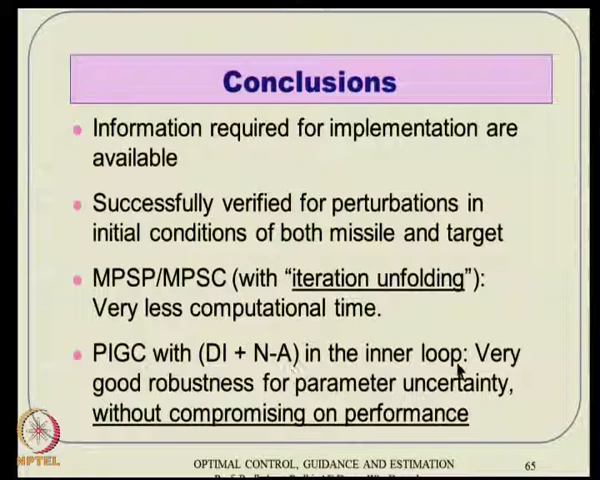 Conclusions
Information required for implementation are
available
Successfully verified for perturbations in
initial conditions of both missile and target
MPSP/MPSC (with “iteration unfolding”):
Very less computational time.
PIGC with (DI + N-A) in the inner loop: Very
good robustness for parameter uncertainty,
without compromising on performance
NPTEL
OPTIMAL CONTROL, GUIDANCE AND ESTIMATION
65